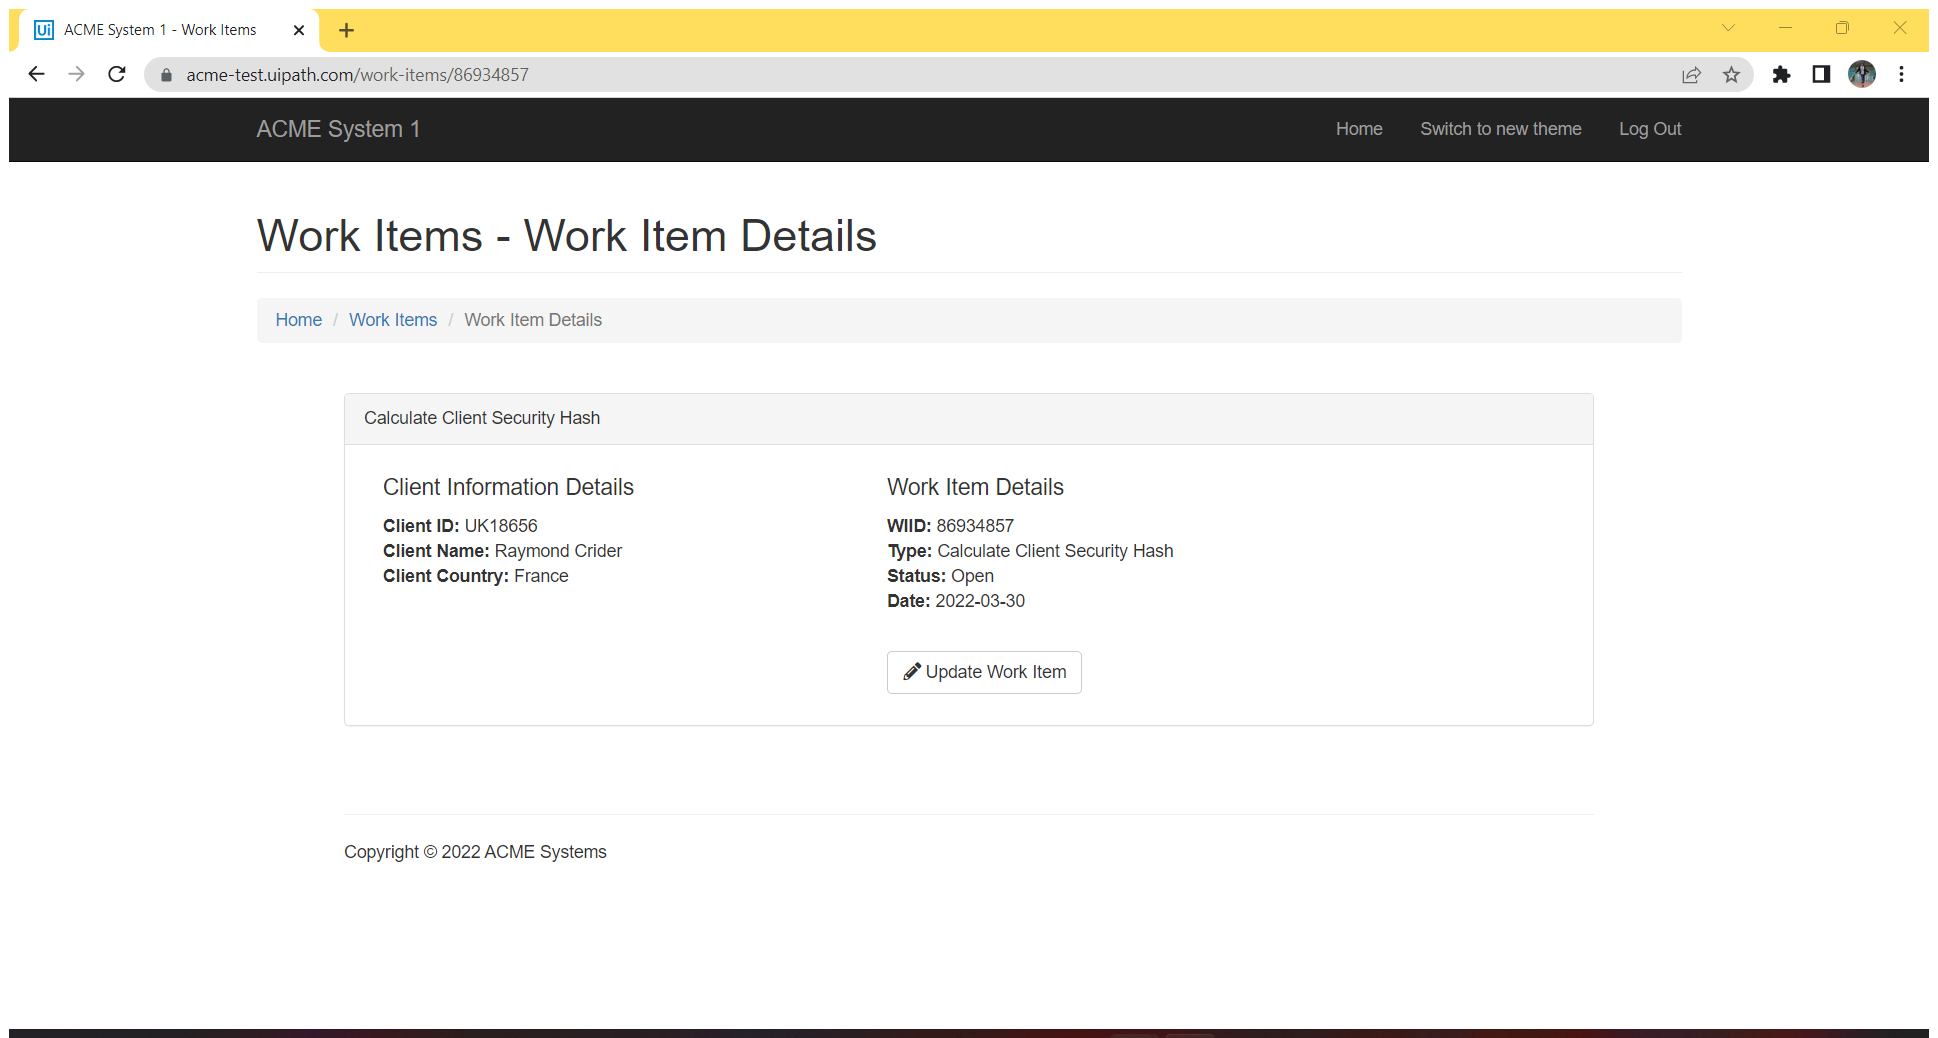 Ui ACME System 1 - Work Items
acme-test.uipath.com/work-items/86934857
ACME System 1 Home Switch to new theme Log Out
Work Items - Work Item Details
Home / Work Items / Work Item Details
Calculate Client Security Hash
Client Information Details
Client ID: UK18656
Client Name: Raymond Crider
Client Country: France
Work Item Details
WIID: 86934857
Type: Calculate Client Security Hash
Status: Open
Date: 2022-03-30
Update Work Item
Copyright © 2022 ACME Systems